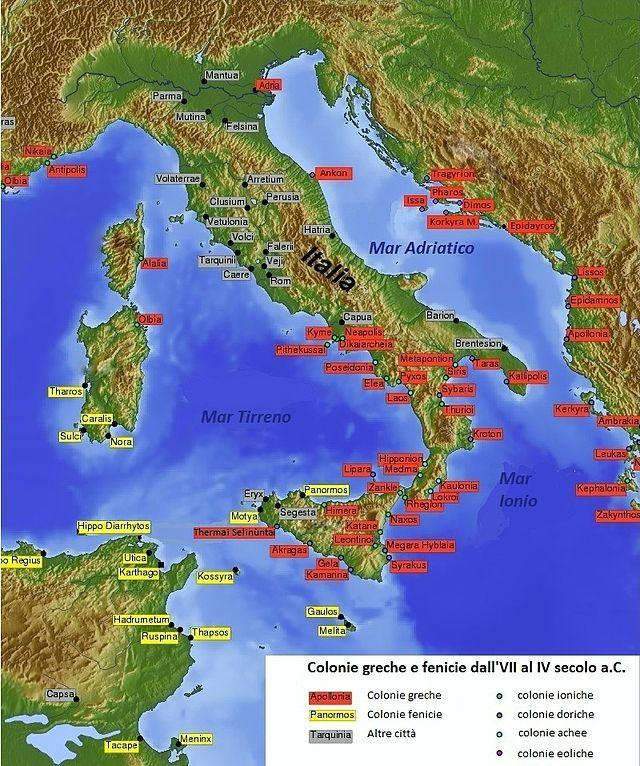 Mantua
Adria
Parma
Mutina
Felsina
ras
Nikaia
Antipolis
ia
Olbia
Volaterrae
Arretium
Ankon
Tragyrion
Clusium
Perusia
Pharos
Issa
Dimos
Vetulonia
Korkyra M.
Epidayros
Volci
Hatria
Mar Adriatico
Falerii
Italia
Tarquinii
Veji
Alalia
Caere
Rom
Lissos
Epidamnos
Olbia
Capua
Barion
Kyme
Neapolis
Apollonia
Pithekussai
Dikaiarcheia
Brentesion
Metapontion
Taras
Poseidonia
Siris
Elea
Pyxos
Kallipolis
Tharros
Laos
Sybaris
Kerkyra
Thurioi
Mar Tirreno
Ambrakia
Caralis
Sulci
Nora
Kroton
Leukas
Hipponion
Lipara
Medma
Mar
Ionio
Zankle
Kaulonia
Kephalonia
Eryx
Panormos
Lokroi
Rhegion
Segesta
Himera
Motya
Naxos
Zakynthos
Hippo Diarrhytos
Thermai Selinunta
Katane
Leontinoi
Akragas
Megara Hyblaia
po Regius
Utica
Gela
Syrakus
Karthago
Kossyra
Kamarina
Gaulos
Hadrumetum
Melita
Ruspina
Thapsos
Capsa
Tacape
Meninx
Colonie greche e fenicie dall'VII al IV secolo a.C.
Apollonia Colonie greche
Panormos Colonie fenicie
Tarquinia Altre città
colonie ioniche
colonie doriche
colonie achee
colonie eoliche